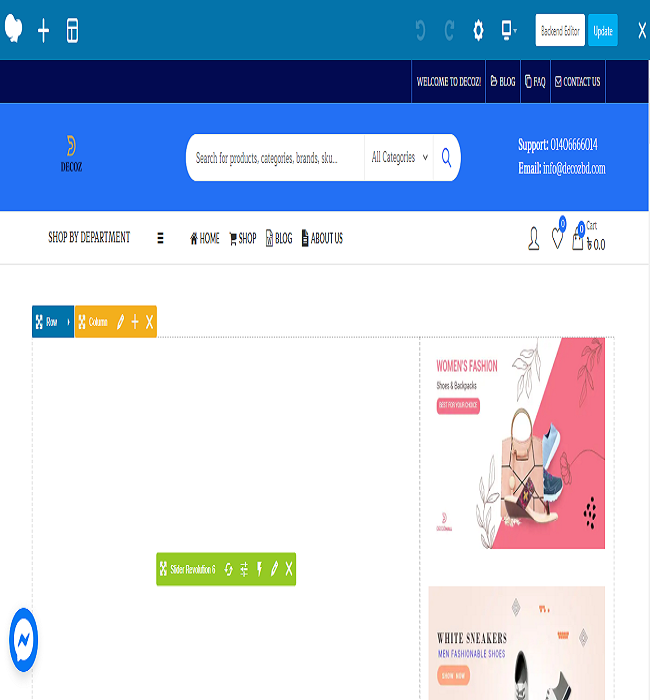 Backend Editor
Update
WELCOME TO DECOZ!
BLOG
FAQ
CONTACT US
DECOZ
Search for products, categories, brands, sku...
All Categories
Support: 01406666014
Email: info@decozbd.com
SHOP BY DEPARTMENT
HOME
SHOP
BLOG
ABOUT US
0
0
Cart
৳ 0.0
Row
Column
WOMEN'S FASHION
Shoes & Backpacks
BEST FOR YOUR CHOICE
Slider Revolution 6
WHITE SNEAKERS
MEN FASHIONABLE SHOES